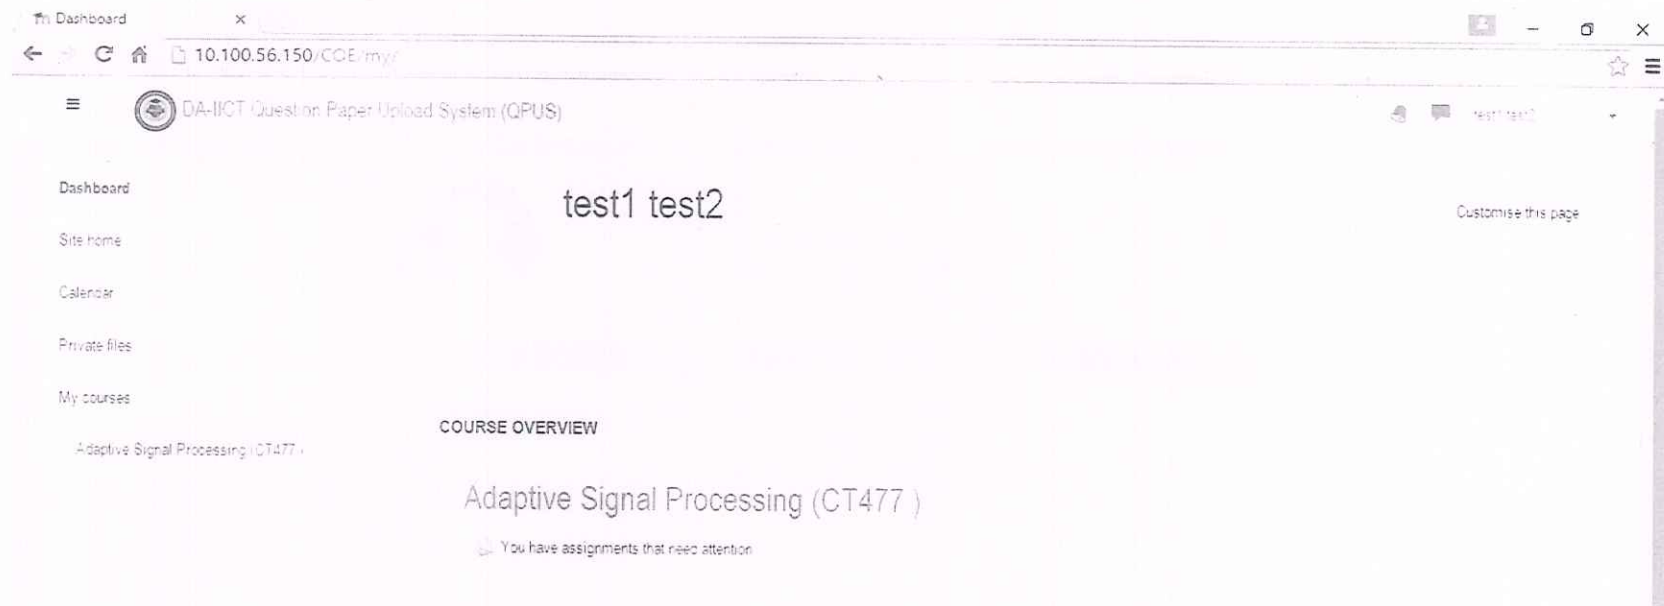 Dashboard
10.100.56.150/COE/my/
DA-IICT Question Paper Upload System (QPUS)
test1 test2
Dashboard
test1 test2
Customise this page
Site home
Calendar
Private files
My courses
COURSE OVERVIEW
Adaptive Signal Processing (CT477 )
Adaptive Signal Processing (CT477 )
You have assignments that need attention